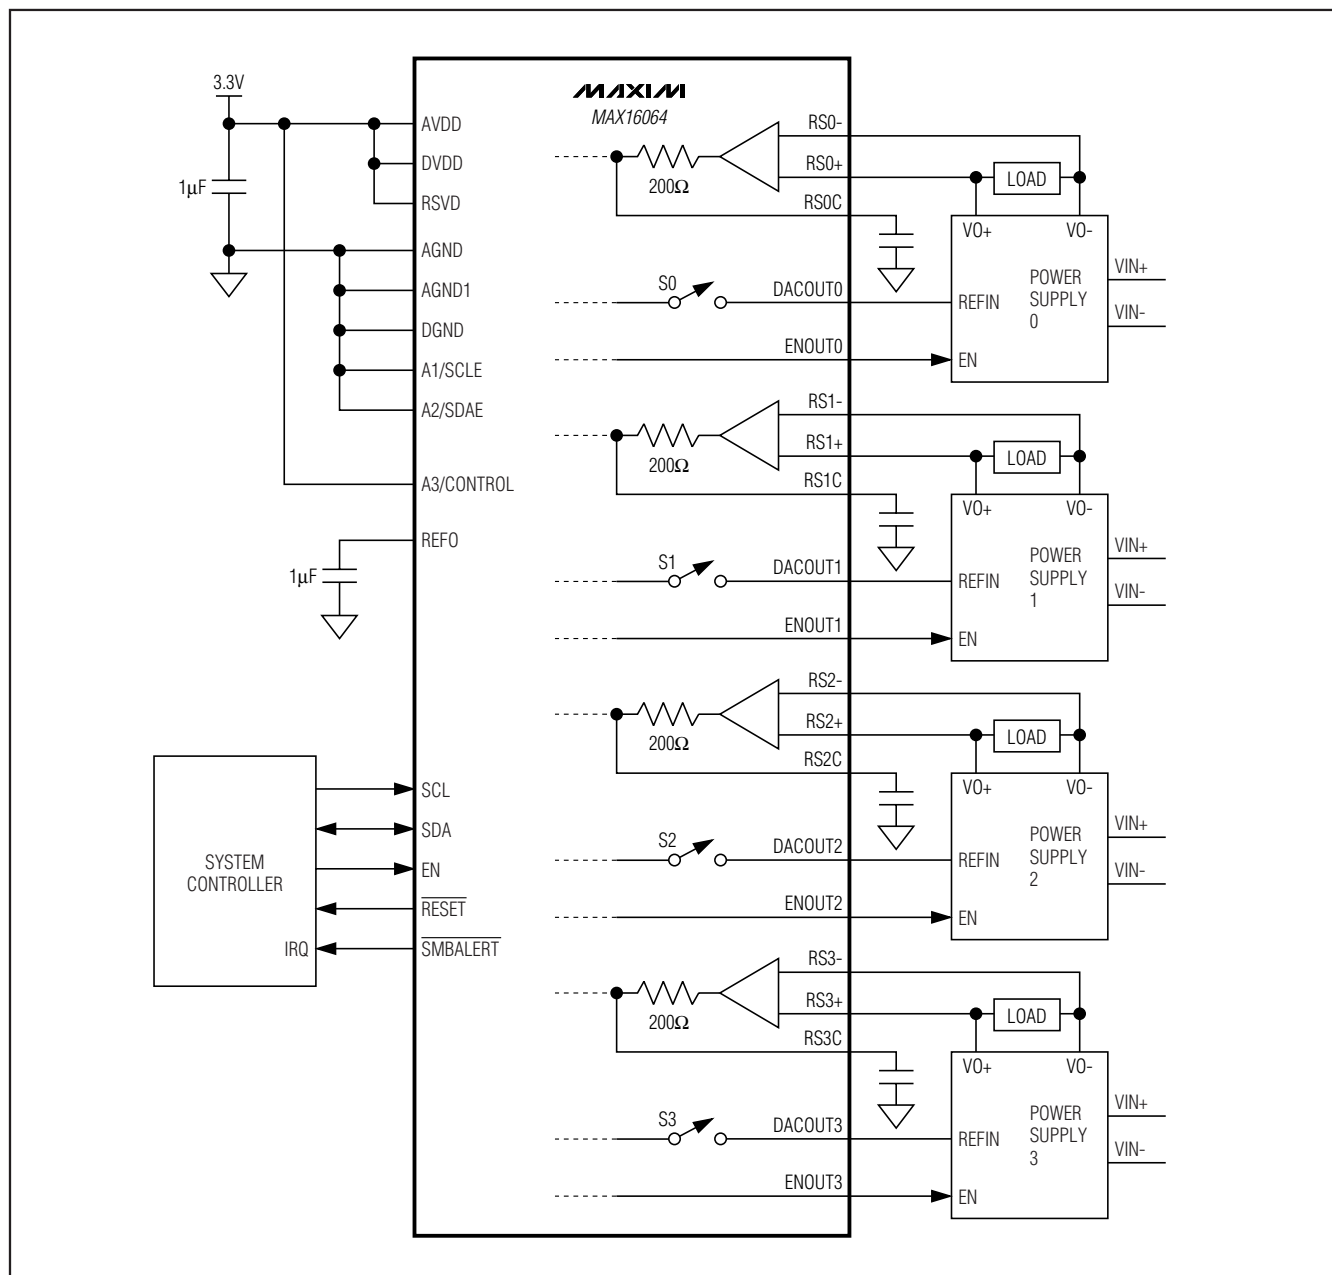 3.3V
1µF
MAXIM
MAX16064
AVDD
DVDD
RSVD
AGND
AGND1
DGND
A1/SCLE
A2/SDAE
A3/CONTROL
REFO
1µF
SYSTEM
CONTROLLER
IRQ
SCL
SDA
EN
RESET
SMBALERT
200Ω
RS0-
RS0+
RS0C
LOAD
VO+
VO-
S0
DACOUT0
REFIN
POWER
SUPPLY
0
VIN+
VIN-
ENOUT0
EN
200Ω
RS1-
RS1+
RS1C
LOAD
VO+
VO-
S1
DACOUT1
REFIN
POWER
SUPPLY
1
VIN+
VIN-
ENOUT1
EN
200Ω
RS2-
RS2+
RS2C
LOAD
VO+
VO-
S2
DACOUT2
REFIN
POWER
SUPPLY
2
VIN+
VIN-
ENOUT2
EN
200Ω
RS3-
RS3+
RS3C
LOAD
VO+
VO-
S3
DACOUT3
REFIN
POWER
SUPPLY
3
VIN+
VIN-
ENOUT3
EN